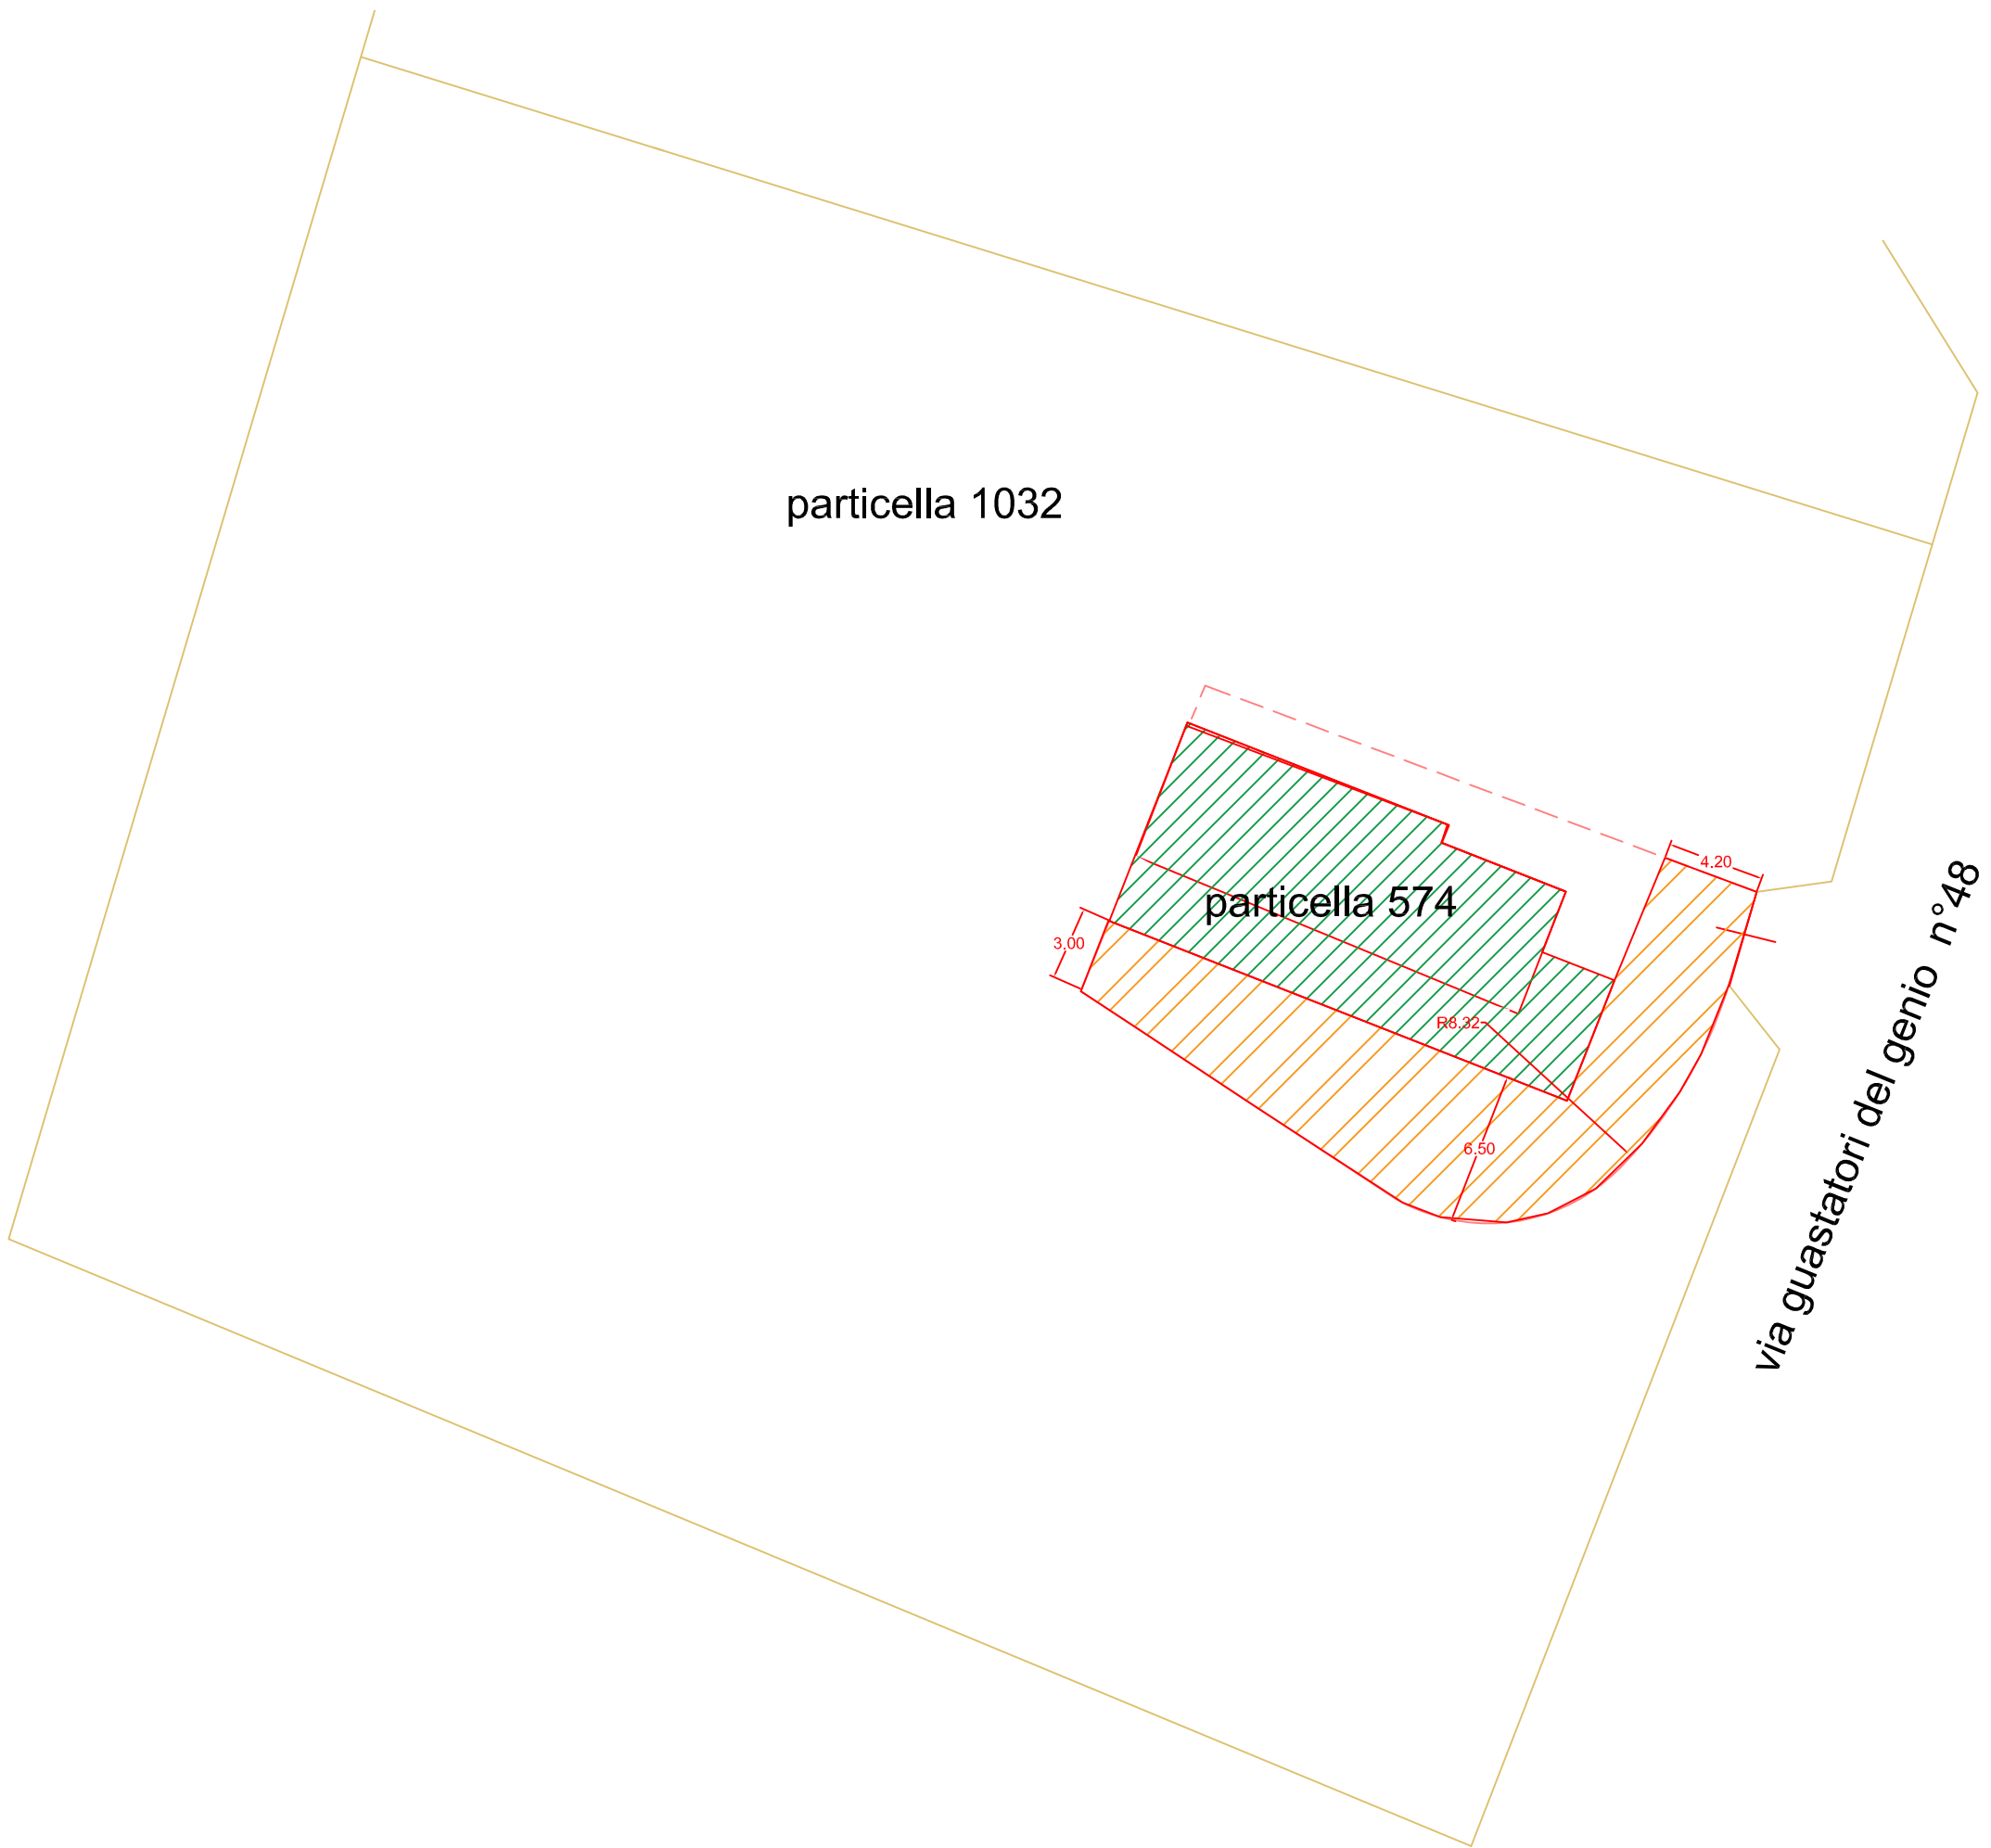 particella 1032
4.20
particella 574
3.00
R8.32
6.50
via guastatori del genio n°48